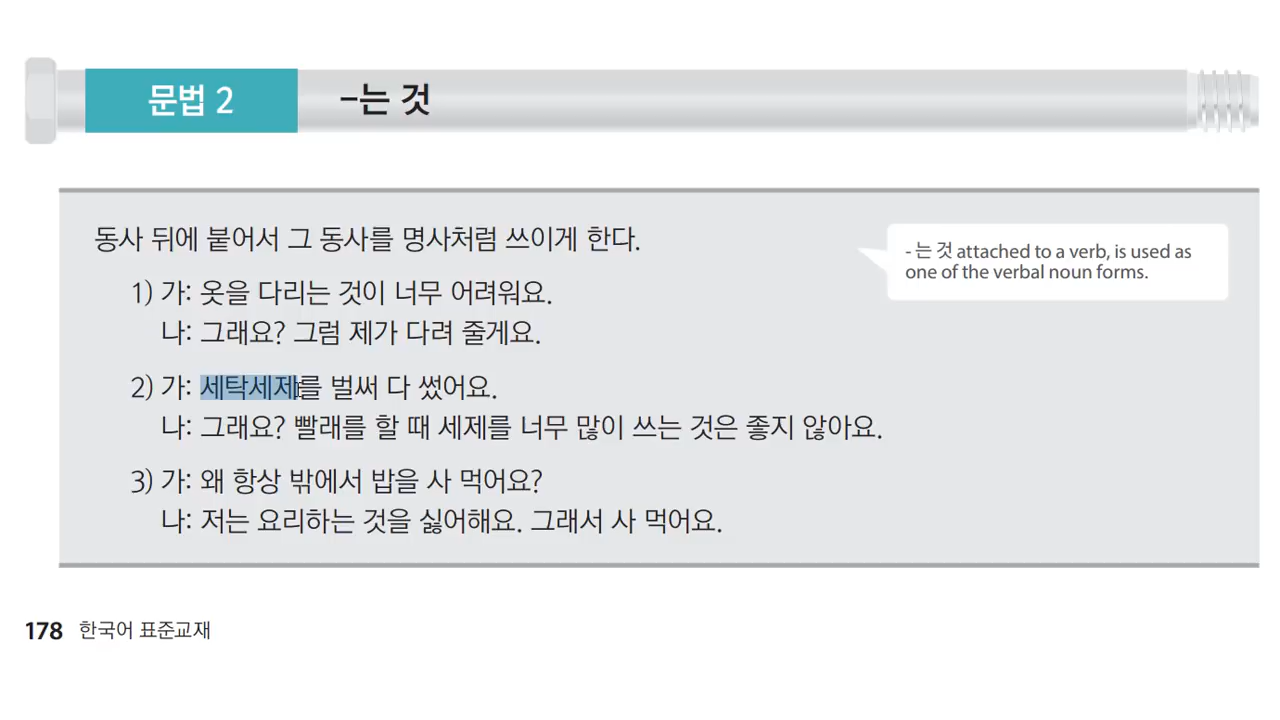 문법 2
-는 것
동사 뒤에 붙어서 그 동사를 명사처럼 쓰이게 한다.
- 는 것 attached to a verb, is used as
one of the verbal noun forms.
1) 가: 옷을 다리는 것이 너무 어려워요.
나: 그래요? 그럼 제가 다려 줄게요.
2) 가: 세탁세제를 벌써 다 썼어요.
나: 그래요? 빨래를 할 때 세제를 너무 많이 쓰는 것은 좋지 않아요.
3) 가: 왜 항상 밖에서 밥을 사 먹어요?
나: 저는 요리하는 것을 싫어해요. 그래서 사 먹어요.
178 한국어 표준교재